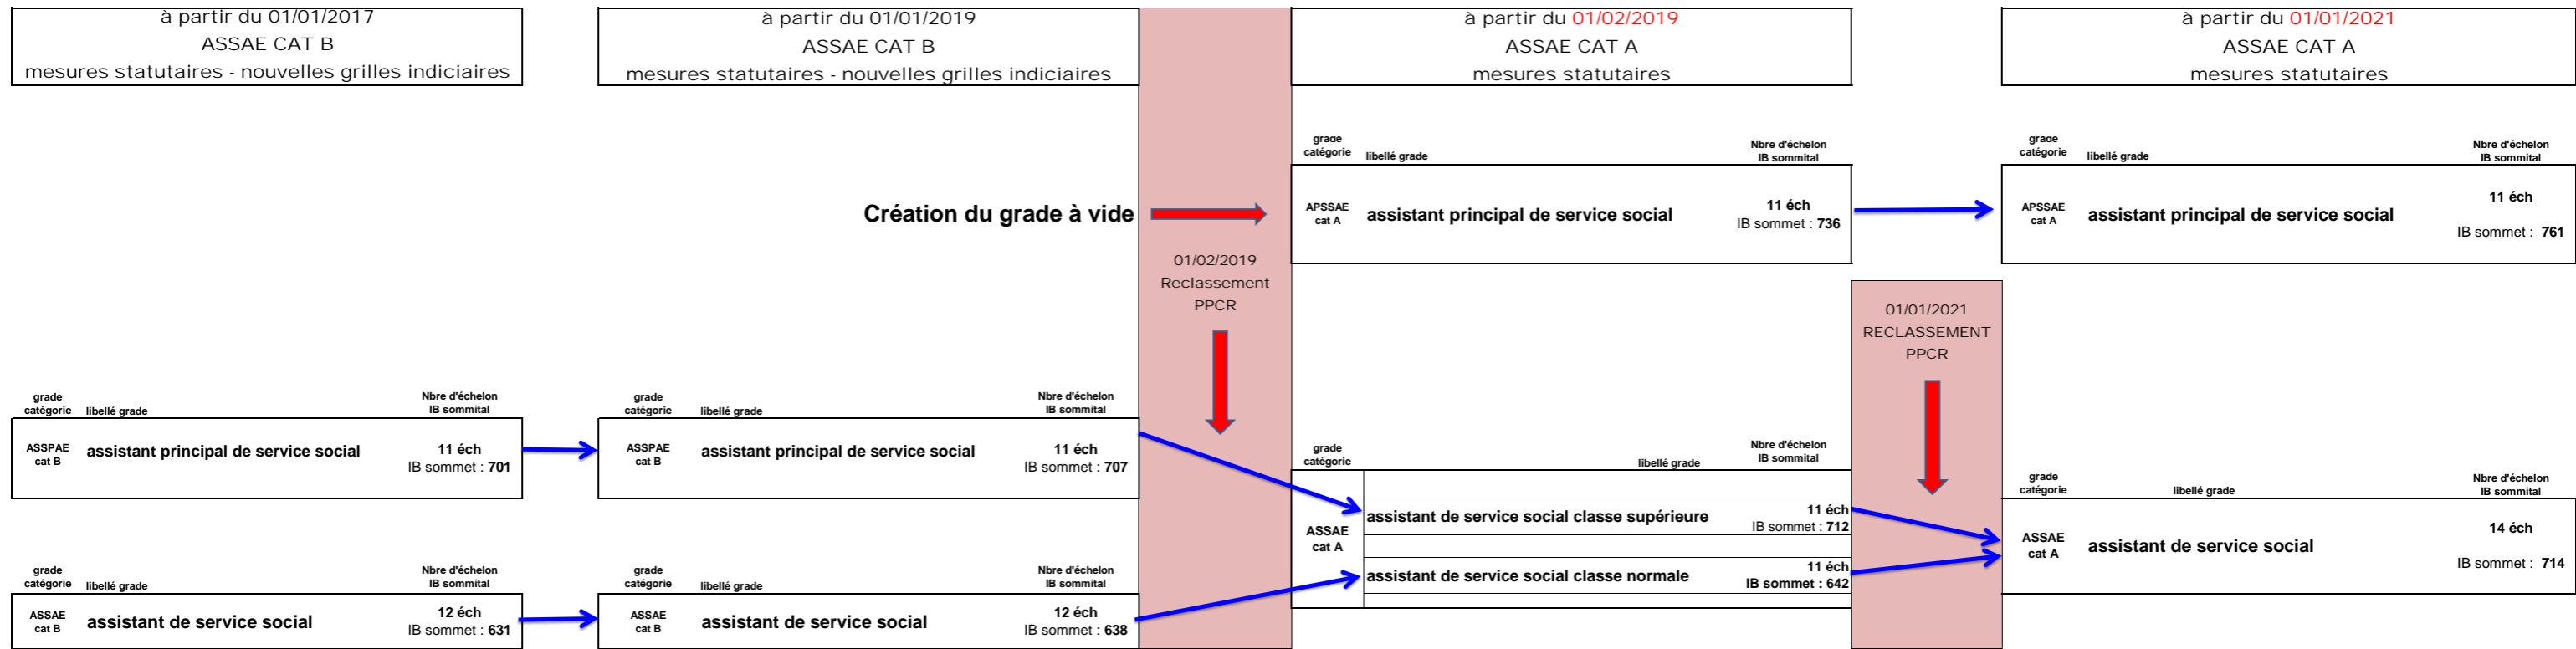 à partir du 01/01/2017
ASSAE CAT B
mesures statutaires - nouvelles grilles indiciaires
à partir du 01/01/2019
ASSAE CAT B
mesures statutaires - nouvelles grilles indiciaires
à partir du 01/02/2019
ASSAE CAT A
mesures statutaires
à partir du 01/01/2021
ASSAE CAT A
mesures statutaires
grade
catégorie
libellé grade
Nbre d'échelon
IB sommital
grade
catégorie
libellé grade
Nbre d'échelon
IB sommital
Création du grade à vide
APSSAE
cat A
assistant principal de service social
11 éch
IB sommet : 736
APSSAE
cat A
assistant principal de service social
11 éch
IB sommet : 761
01/02/2019
Reclassement
PPCR
01/01/2021
RECLASSEMENT
PPCR
grade
catégorie
libellé grade
Nbre d'échelon
IB sommital
grade
catégorie
libellé grade
Nbre d'échelon
IB sommital
ASSPAE
cat B
assistant principal de service social
11 éch
IB sommet : 701
ASSPAE
cat B
assistant principal de service social
11 éch
IB sommet : 707
grade
catégorie
libellé grade
Nbre d'échelon
IB sommital
ASSAE
cat A
assistant de service social classe supérieure
11 éch
IB sommet : 712
assistant de service social classe normale
11 éch
IB sommet : 642
grade
catégorie
libellé grade
Nbre d'échelon
IB sommital
ASSAE
cat A
assistant de service social
14 éch
IB sommet : 714
grade
catégorie
libellé grade
Nbre d'échelon
IB sommital
grade
catégorie
libellé grade
Nbre d'échelon
IB sommital
ASSAE
cat B
assistant de service social
12 éch
IB sommet : 631
ASSAE
cat B
assistant de service social
12 éch
IB sommet : 638